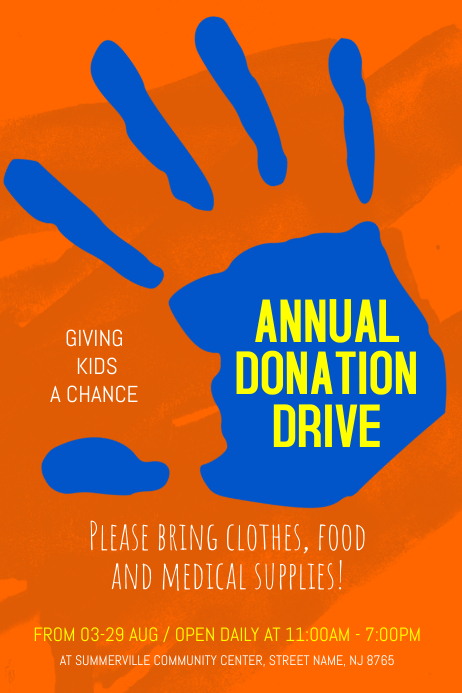 GIVING
KIDS
A CHANCE
ANNUAL
DONATION
DRIVE
PLEASE BRING CLOTHES, FOOD
AND MEDICAL SUPPLIES!
FROM 03-29 AUG / OPEN DAILY AT 11:00AM - 7:00PM
AT SUMMERVILLE COMMUNITY CENTER, STREET NAME, NJ 8765